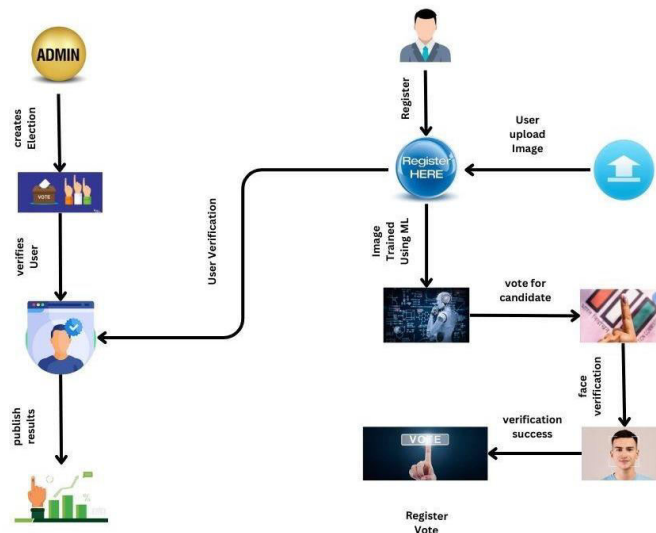 ADMIN
creates
Election
VOTE
verifies
User
publish
results
User Verification
Register
Register
HERE
User
upload
Image
Image
Trained
Using ML
vote for
candidate
face
verification
verification
success
VOTE
Register
Vote